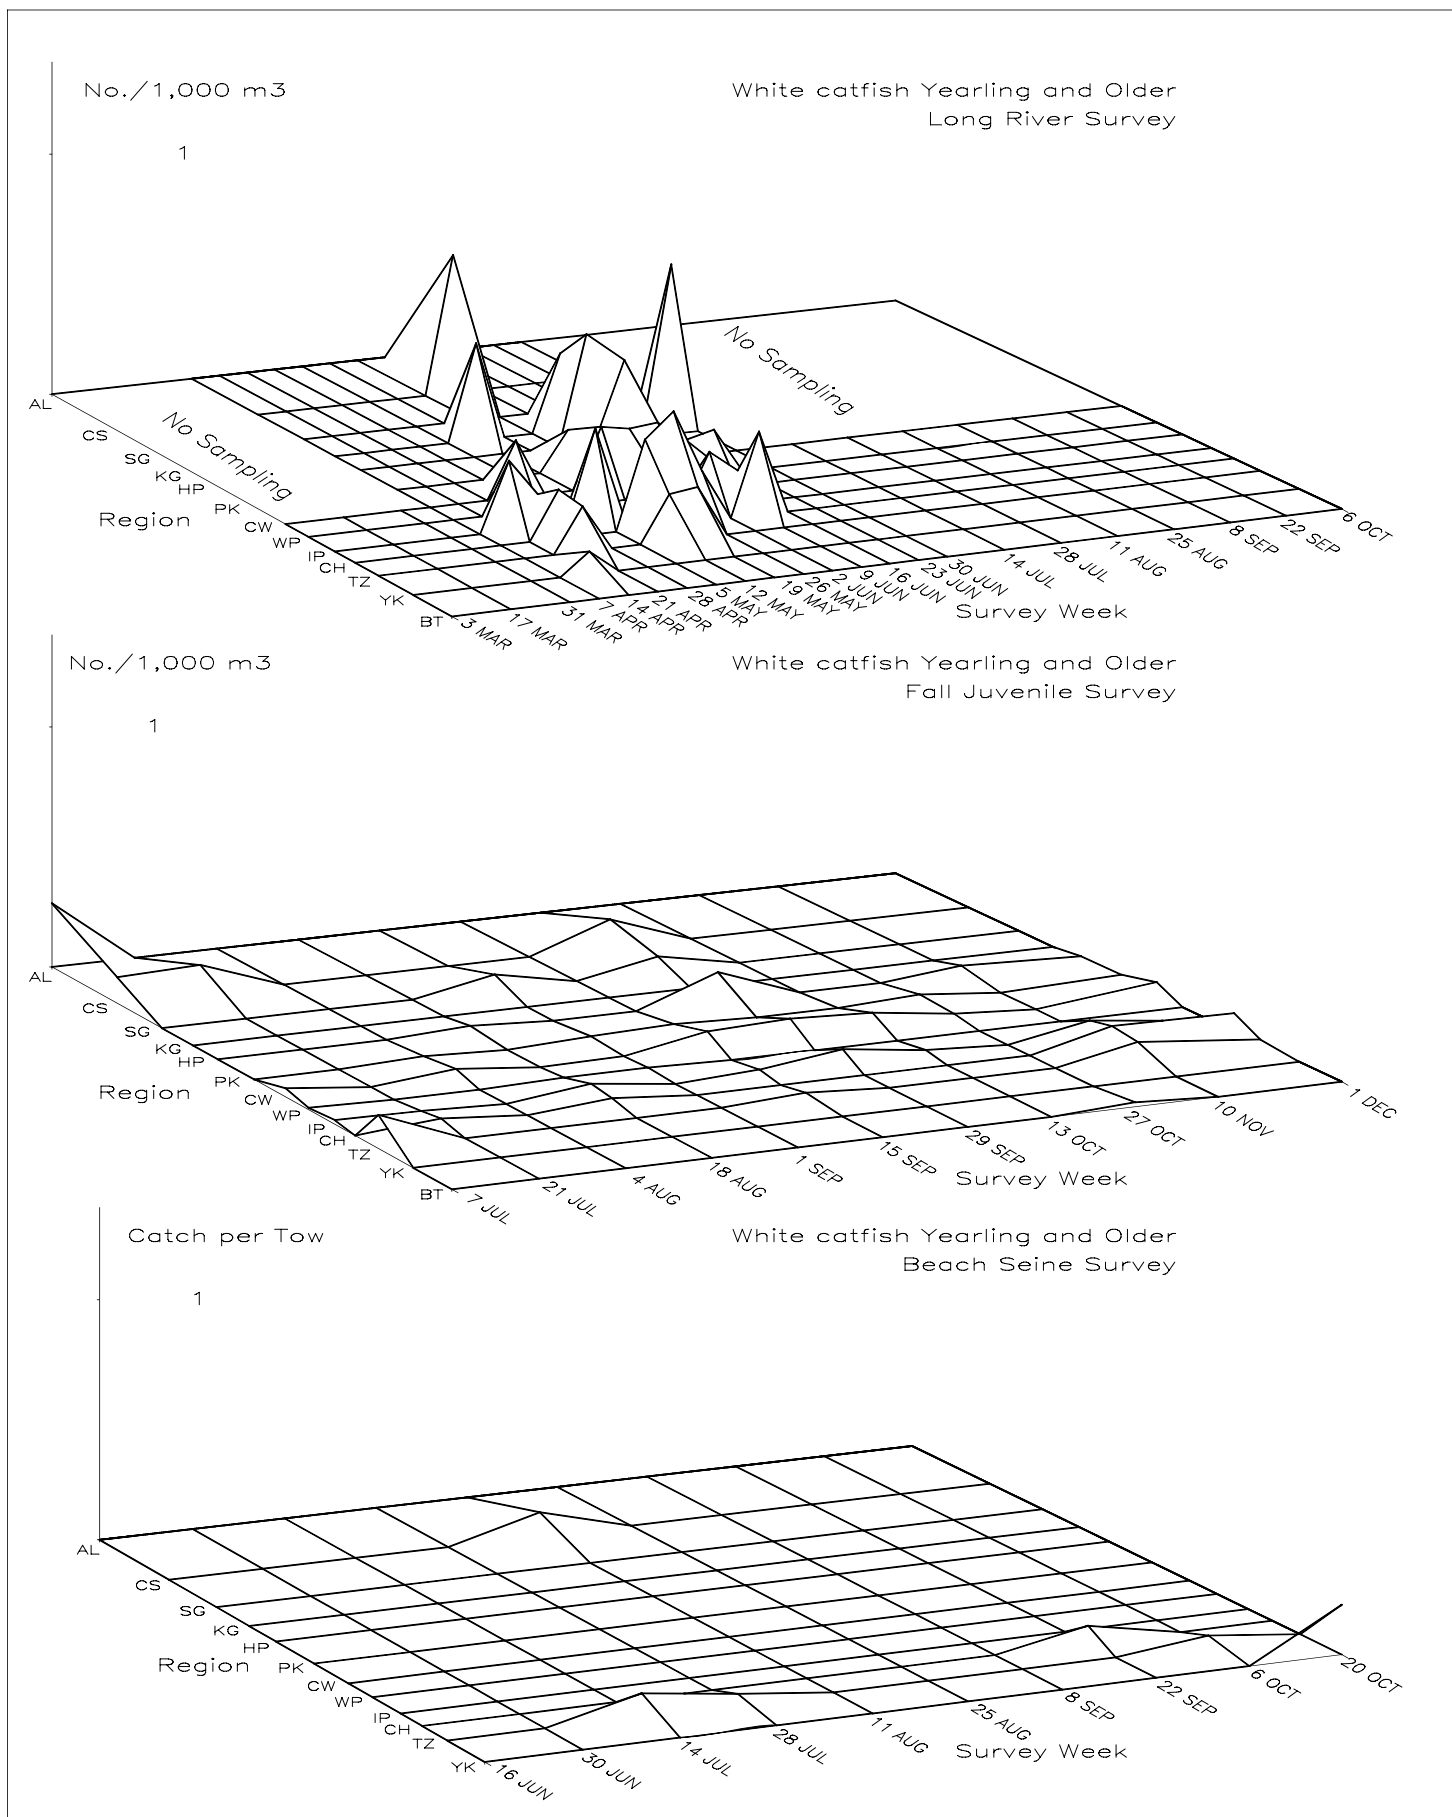 No./1,000 m3
White catfish Yearling and Older
Long River Survey
1
No Sampling
No Sampling
AL
CS
SG
KG
HP
PK
CW
WP
IP
CH
TZ
YK
BT
Region
3 MAR
17 MAR
31 MAR
7 APR
14 APR
21 APR
28 APR
5 MAY
12 MAY
19 MAY
26 MAY
2 JUN
9 JUN
16 JUN
23 JUN
30 JUN
14 JUL
28 JUL
11 AUG
25 AUG
8 SEP
22 SEP
6 OCT
Survey Week
No./1,000 m3
White catfish Yearling and Older
Fall Juvenile Survey
1
AL
CS
SG
KG
HP
PK
CW
WP
IP
CH
TZ
YK
BT
Region
7 JUL
21 JUL
4 AUG
18 AUG
1 SEP
15 SEP
29 SEP
13 OCT
27 OCT
10 NOV
1 DEC
Survey Week
Catch per Tow
White catfish Yearling and Older
Beach Seine Survey
1
AL
CS
SG
KG
HP
PK
CW
WP
IP
CH
TZ
YK
Region
16 JUN
30 JUN
14 JUL
28 JUL
11 AUG
25 AUG
8 SEP
22 SEP
6 OCT
20 OCT
Survey Week